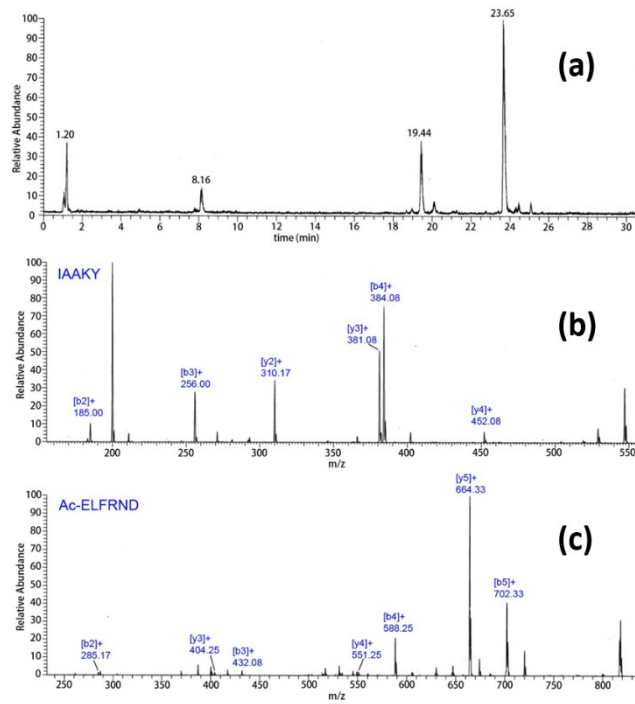 (a)
Relative Abundance
100
90
80
70
60
50
40
30
20
10
0
1.20
8.16
19.44
23.65
0 2 4 6 8 10 12 14 16 18 20 22 24 26 28 30
time (min)
(b)
IAAKY
Relative Abundance
100
90
80
70
60
50
40
30
20
10
0
[b2]+
185.00
[b3]+
256.00
[y2]+
310.17
[y3]+
381.08
[b4]+
384.08
[y4]+
452.08
200 250 300 350 400 450 500
m/z
(c)
Ac-ELFRND
Relative Abundance
100
90
80
70
60
50
40
30
20
10
0
[b2]+
285.17
[y3]+
404.25
[b3]+
432.08
[y4]+
551.25
[b4]+
588.25
[y5]+
664.33
[b5]+
702.33
250 300 350 400 450 500 550 600 650 700 750 800
m/z